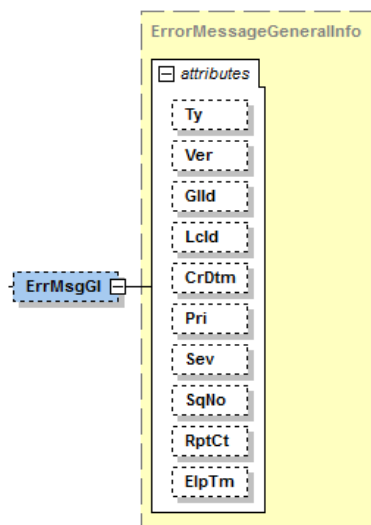 ErrorMessageGeneralInfo
attributes
Ty
Ver
GlId
LcId
CrDtm
ErrMsgGI
Pri
Sev
SqNo
RptCt
ElpTm